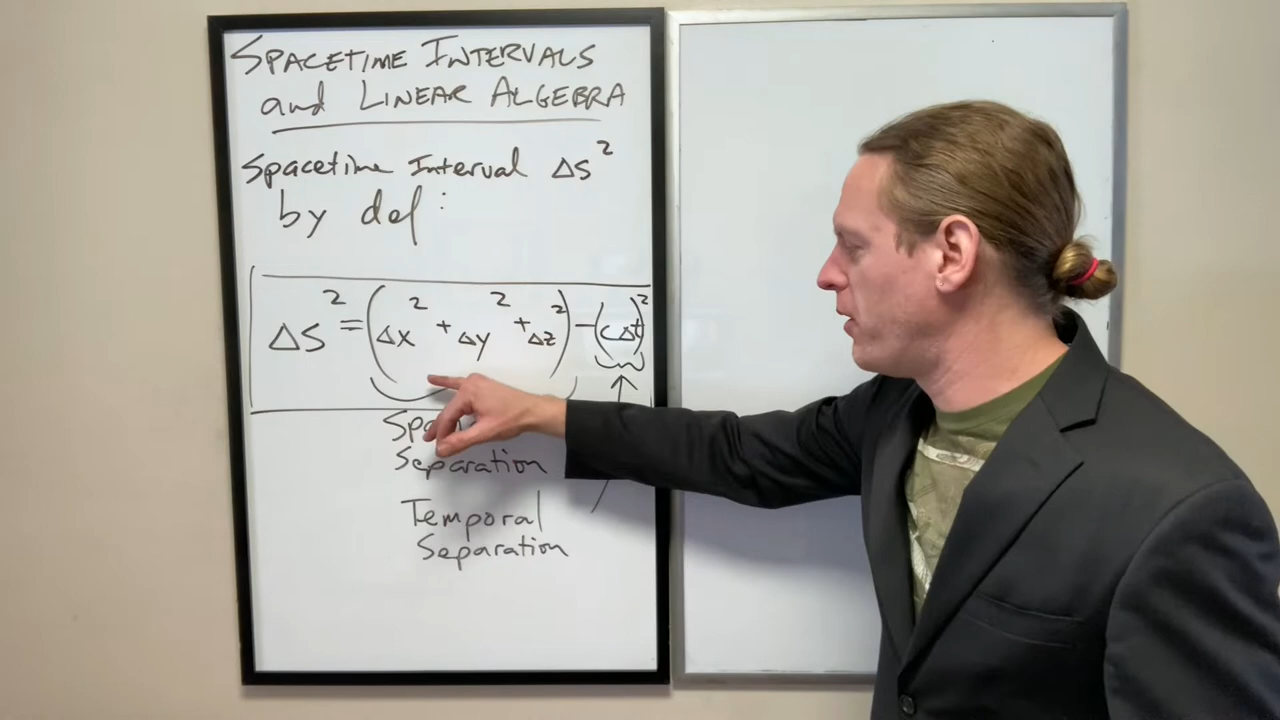 SPACETIME INTERVALS
and LINEAR ALGEBRA
Spacetime Interval Δs²
by def:
Δs² = (Δx² + Δy² + Δz²) - (cΔt)²
Separation
Temporal
Separation